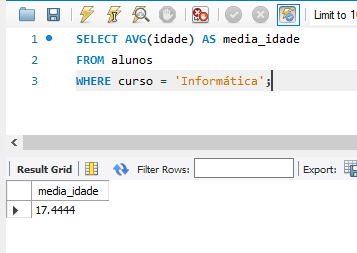 Limit to 10
1 SELECT AVG(idade) AS media_idade
2 FROM alunos
3 WHERE curso = 'Informática';
Result Grid Filter Rows: Export:
media_idade
17.4444